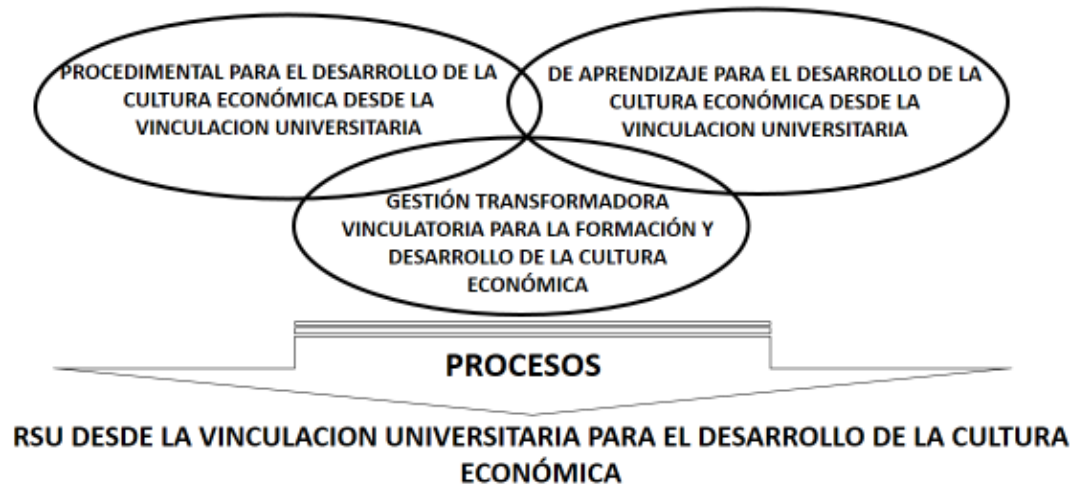 PROCEDIMENTAL PARA EL DESARROLLO DE LA
CULTURA ECONÓMICA DESDE LA
VINCULACION UNIVERSITARIA
DE APRENDIZAJE PARA EL DESARROLLO DE LA
CULTURA ECONÓMICA DESDE LA
VINCULACION UNIVERSITARIA
GESTIÓN TRANSFORMADORA
VINCULATORIA PARA LA FORMACIÓN Y
DESARROLLO DE LA CULTURA
ECONÓMICA
PROCESOS
RSU DESDE LA VINCULACION UNIVERSITARIA PARA EL DESARROLLO DE LA CULTURA
ECONÓMICA